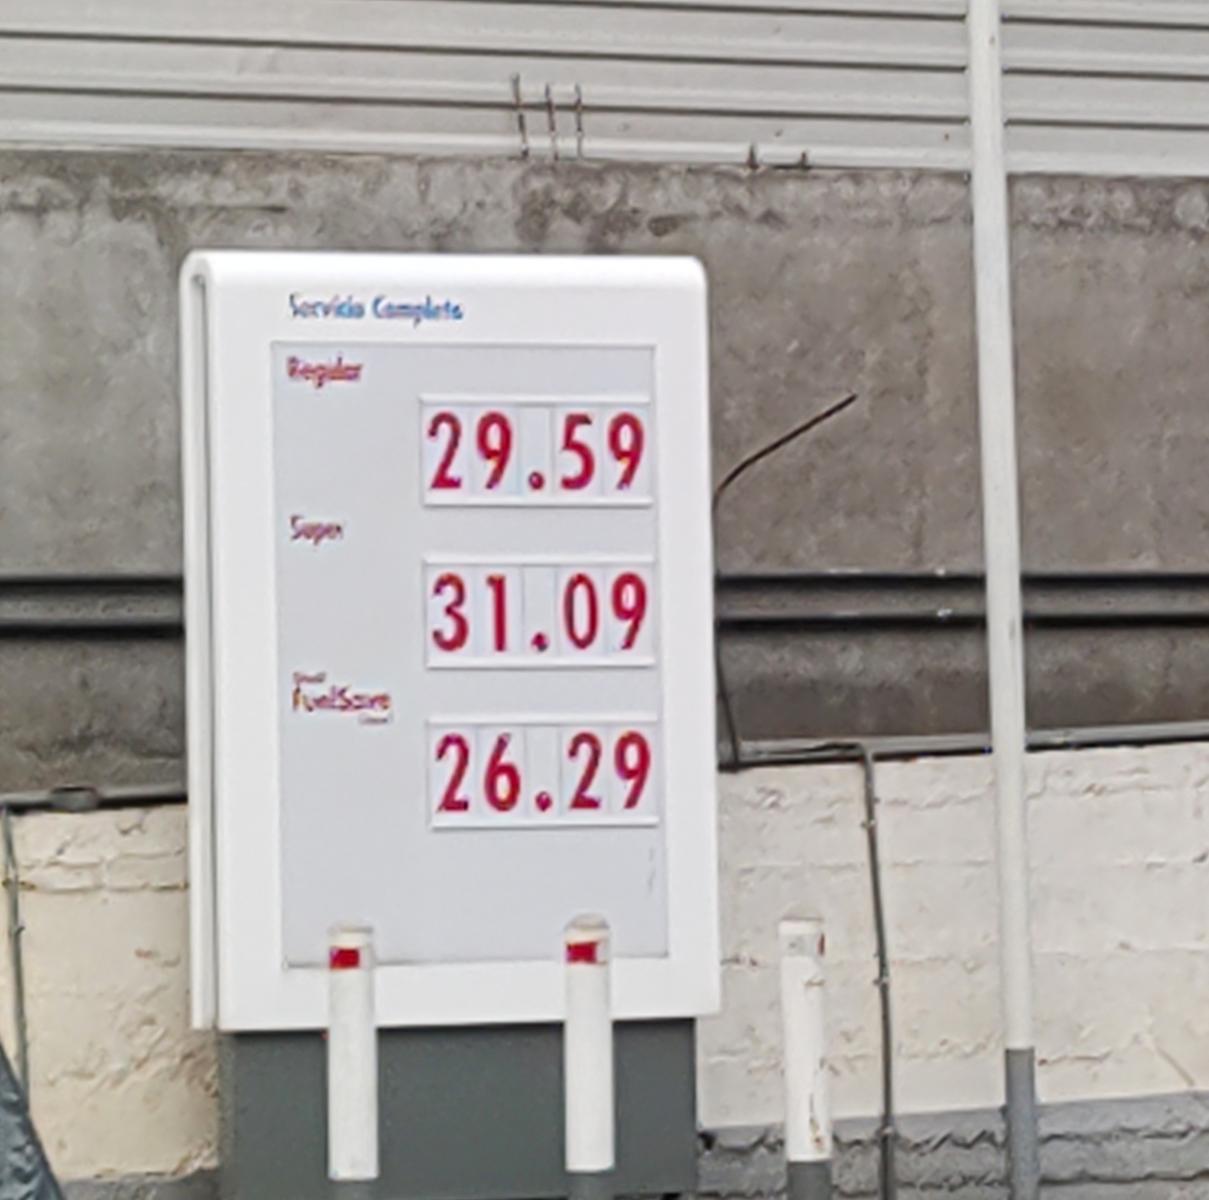 Servicio Completo
Regular
29.59
Super
31.09
FuelSave
26.29